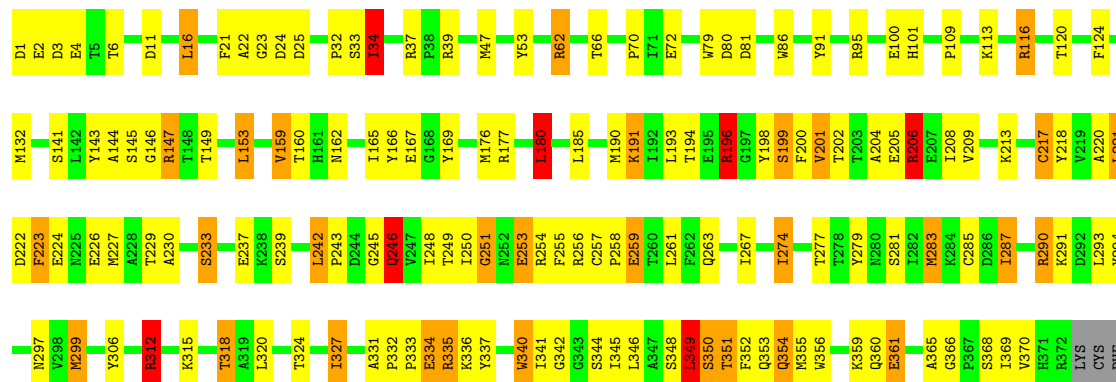 D1 E2 D3 E4 T5 T6 D11 L16 F21 A22 G23 D24 D25 P32 S33 I34 R37 P38 R39 M47 Y53 R62 T66 P70 I71 E72 W79 D80 D81 W86 Y91 R95 E100 H101 P109 K113 R116 T120 F124
M132 S141 L142 Y143 A144 S145 G146 R147 T148 T149 L153 V159 T160 H161 N162 I165 Y166 E167 G168 Y169 M176 R177 L180 L185 M190 K191 I192 L193 T194 E195 R196 G197 Y198 S199 F200 V201 T202 T203 A204 E205 R206 E207 I208 V209 K213 C217 Y218 V219 A220
D222 F223 E224 N225 E226 M227 A228 T229 A230 S233 E237 K238 S239 L242 P243 D244 G245 Q246 V247 I248 T249 I250 G251 N252 E253 R254 F255 R256 C257 P258 E259 T260 L261 F262 Q263 I267 I274 T277 T278 Y279 N280 S281 I282 M283 K284 C285 D286 I287 R290 K291 D292 L293
N297 V298 M299 Y306 R312 K315 T318 A319 L320 T324 I327 A331 P332 P333 E334 R335 K336 Y337 W340 I341 G342 G343 S344 I345 L346 A347 S348 L349 S350 T351 F352 Q353 Q354 M355 W356 K359 Q360 E361 A365 G366 P367 S368 I369 V370 H371 R372 LYS CYS